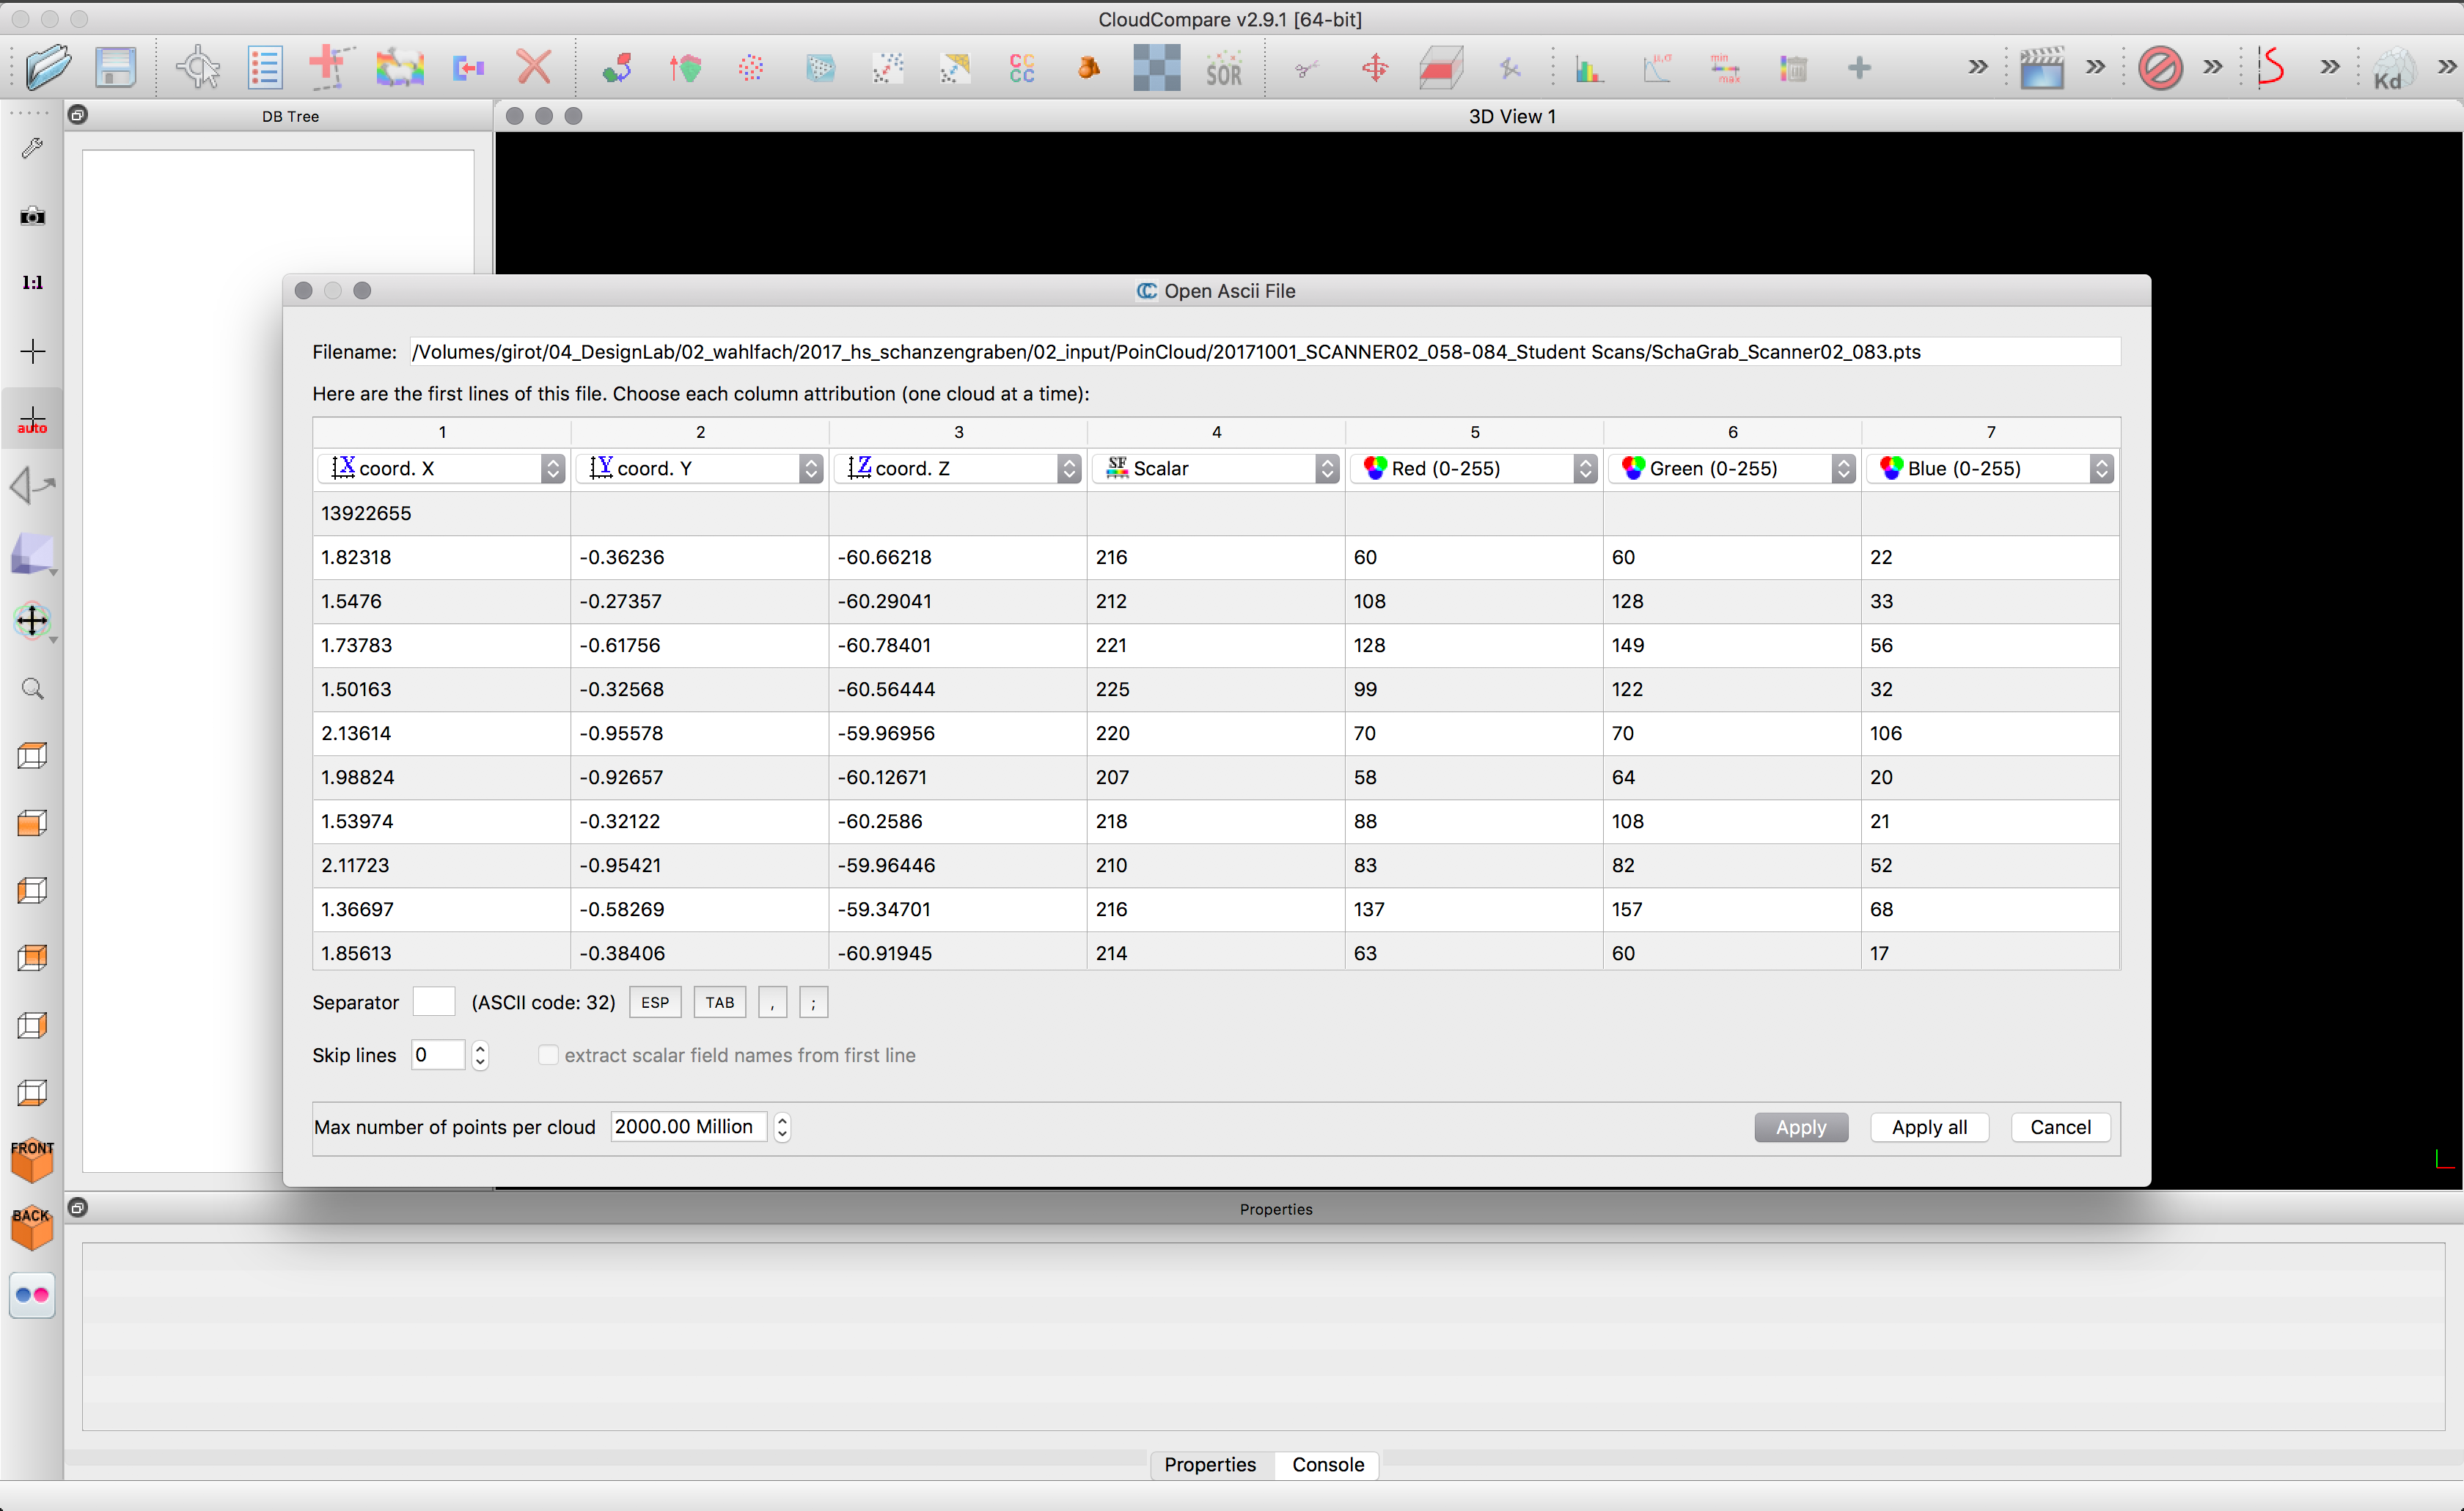 CloudCompare v2.9.1 [64-bit]
CC
CC
SOR
μ,σ
min
max
Kd
DB Tree
3D View 1
1:1
auto
Open Ascii File
Filename: /Volumes/girot/04_DesignLab/02_wahlfach/2017_hs_schanzengraben/02_input/PoinCloud/20171001_SCANNER02_058-084_Student Scans/SchaGrab_Scanner02_083.pts
Here are the first lines of this file. Choose each column attribution (one cloud at a time):
1 2 3 4 5 6 7
X coord. X Y coord. Y Z coord. Z SF Scalar Red (0-255) Green (0-255) Blue (0-255)
13922655
1.82318 -0.36236 -60.66218 216 60 60 22
1.5476 -0.27357 -60.29041 212 108 128 33
1.73783 -0.61756 -60.78401 221 128 149 56
1.50163 -0.32568 -60.56444 225 99 122 32
2.13614 -0.95578 -59.96956 220 70 70 106
1.98824 -0.92657 -60.12671 207 58 64 20
1.53974 -0.32122 -60.2586 218 88 108 21
2.11723 -0.95421 -59.96446 210 83 82 52
1.36697 -0.58269 -59.34701 216 137 157 68
1.85613 -0.38406 -60.91945 214 63 60 17
Separator (ASCII code: 32) ESP TAB , ;
Skip lines 0 extract scalar field names from first line
Max number of points per cloud 2000.00 Million Apply Apply all Cancel
FRONT
BACK
Properties
Properties Console